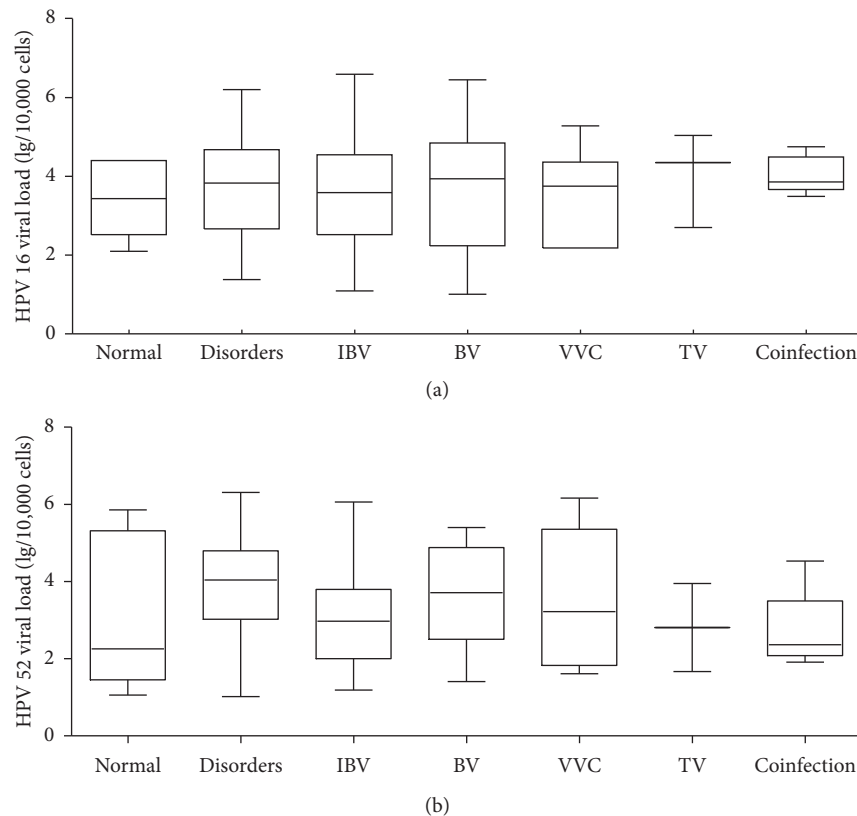 8
6
4
2
0
HPV 16 viral load (lg/10,000 cells)
Normal Disorders IBV BV VVC TV Coinfection
(a)
8
6
4
2
0
HPV 52 viral load (lg/10,000 cells)
Normal Disorders IBV BV VVC TV Coinfection
(b)